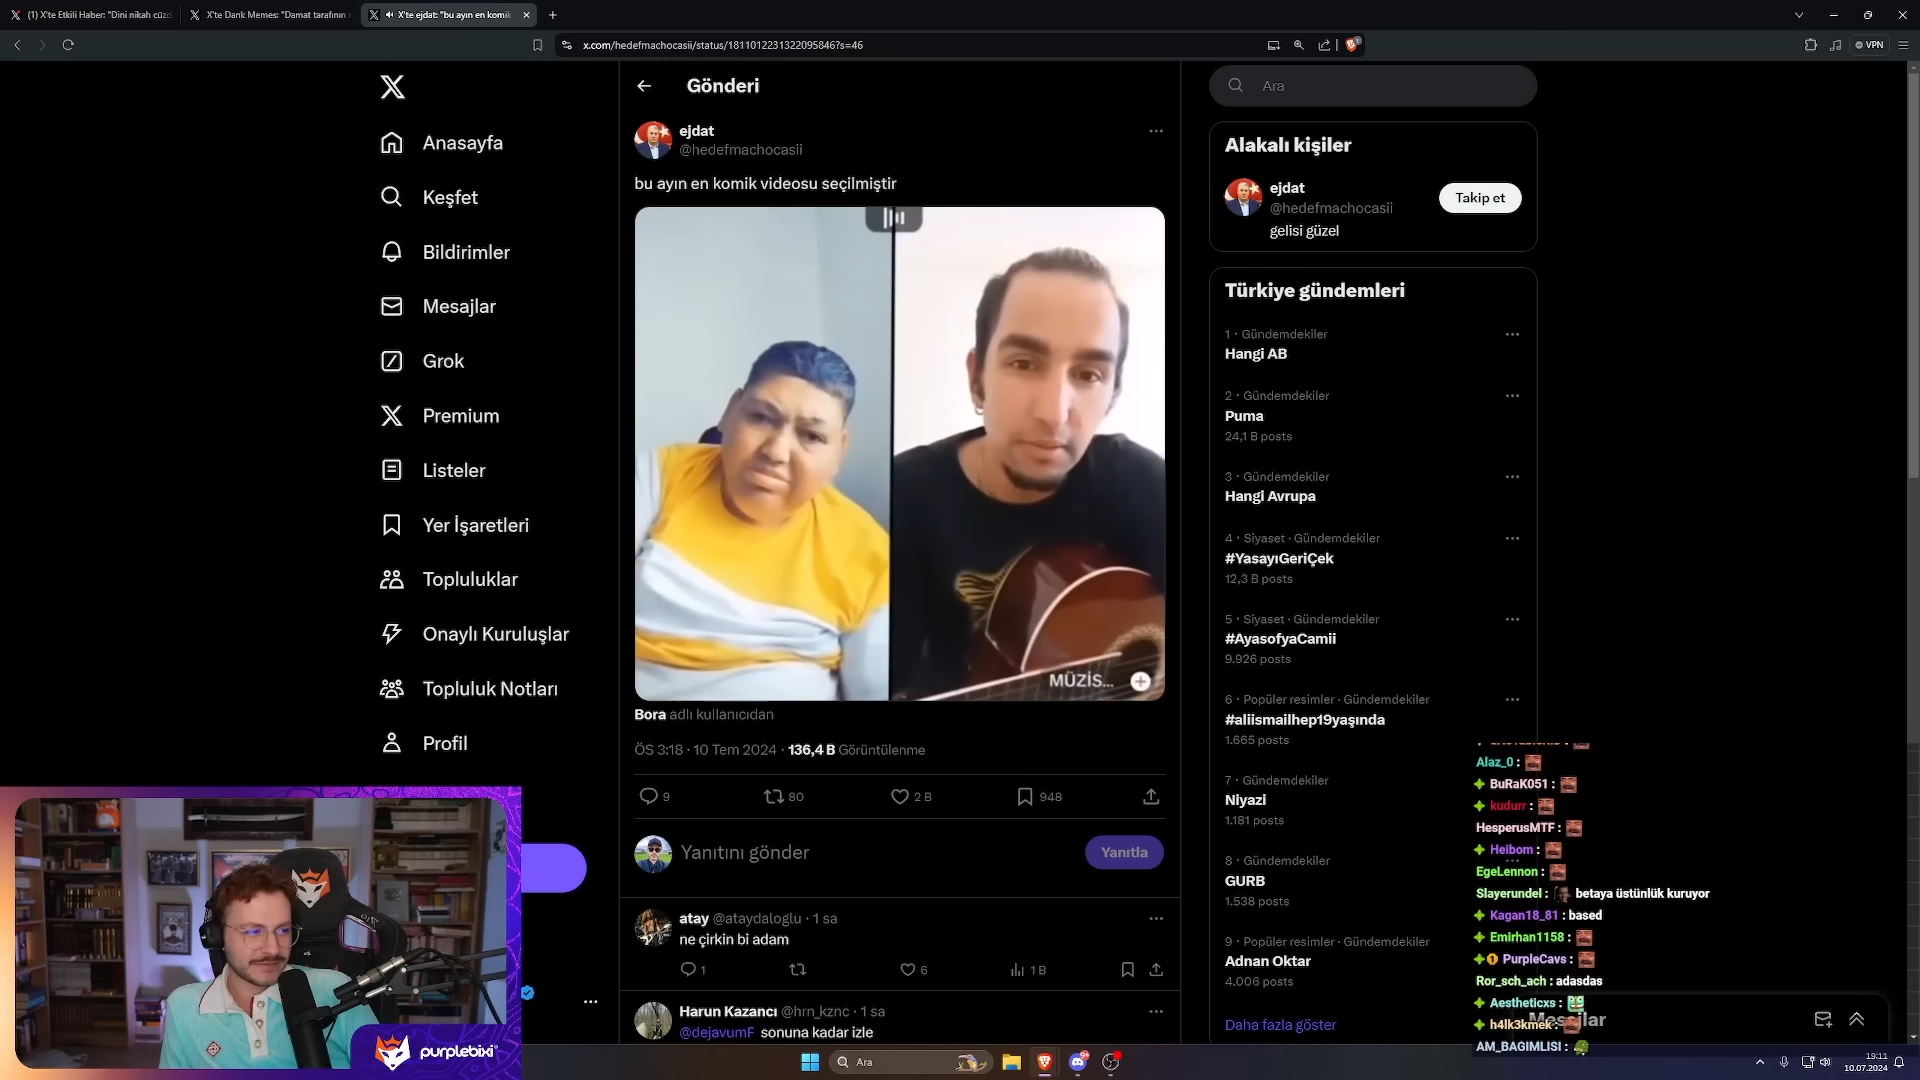 (1) X'te Etkili Haber: "Dini nikah cüzd
X'te Dank Memes: "Damat tarafının
X'te ejdat: "bu ayın en komik
x.com/hedefmachocasii/status/1811012231322095846?s=46
VPN
Anasayfa
Keşfet
Bildirimler
Mesajlar
Grok
Premium
Listeler
Yer İşaretleri
Topluluklar
Onaylı Kuruluşlar
Topluluk Notları
Profil
purplebixi
Gönderi
ejdat
@hedefmachocasii
bu ayın en komik videosu seçilmiştir
MÜZİS...
Bora adlı kullanıcıdan
ÖS 3:18 · 10 Tem 2024 · 136,4 B Görüntülenme
9
80
2 B
948
Yanıtını gönder
Yanıtla
atay @ataydaloglu · 1 sa
ne çirkin bi adam
1
6
1 B
Harun Kazancı @hrn_kznc · 1 sa
@dejavumF sonuna kadar izle
Ara
Alakalı kişiler
ejdat
@hedefmachocasii
gelisi güzel
Takip et
Türkiye gündemleri
1 · Gündemdekiler
Hangi AB
2 · Gündemdekiler
Puma
24,1 B posts
3 · Gündemdekiler
Hangi Avrupa
4 · Siyaset · Gündemdekiler
#YasayıGeriÇek
12,3 B posts
5 · Siyaset · Gündemdekiler
#AyasofyaCamii
9.926 posts
6 · Popüler resimler · Gündemdekiler
#aliismailhep19yaşında
1.665 posts
7 · Gündemdekiler
Niyazi
1.181 posts
8 · Gündemdekiler
GURB
1.538 posts
9 · Popüler resimler · Gündemdekiler
Adnan Oktar
4.006 posts
Daha fazla göster
Alaz_0 :
BuRaK051 :
kudurr :
HesperusMTF :
Heibom :
EgeLennon :
Slayerundel : betaya üstünlük kuruyor
Kagan18_81 : based
Emirhan1158 :
PurpleCavs :
Ror_sch_ach : adasdas
Aestheticxs :
h4lk3kmek :
AM_BAGIMLISI :
Mesajlar
Ara
19:11
10.07.2024